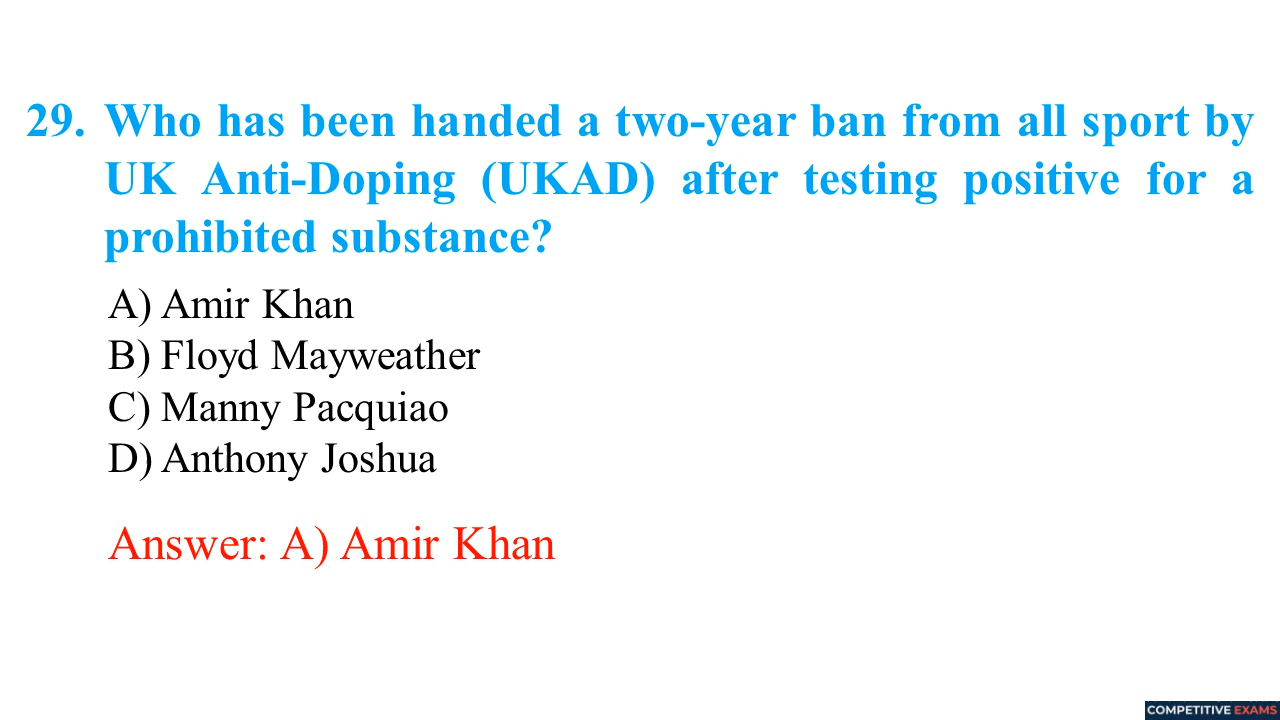 29. Who has been handed a two-year ban from all sport by
UK Anti-Doping (UKAD) after testing positive for a
prohibited substance?
A) Amir Khan
B) Floyd Mayweather
C) Manny Pacquiao
D) Anthony Joshua
Answer: A) Amir Khan
COMPETITIVE EXAMS